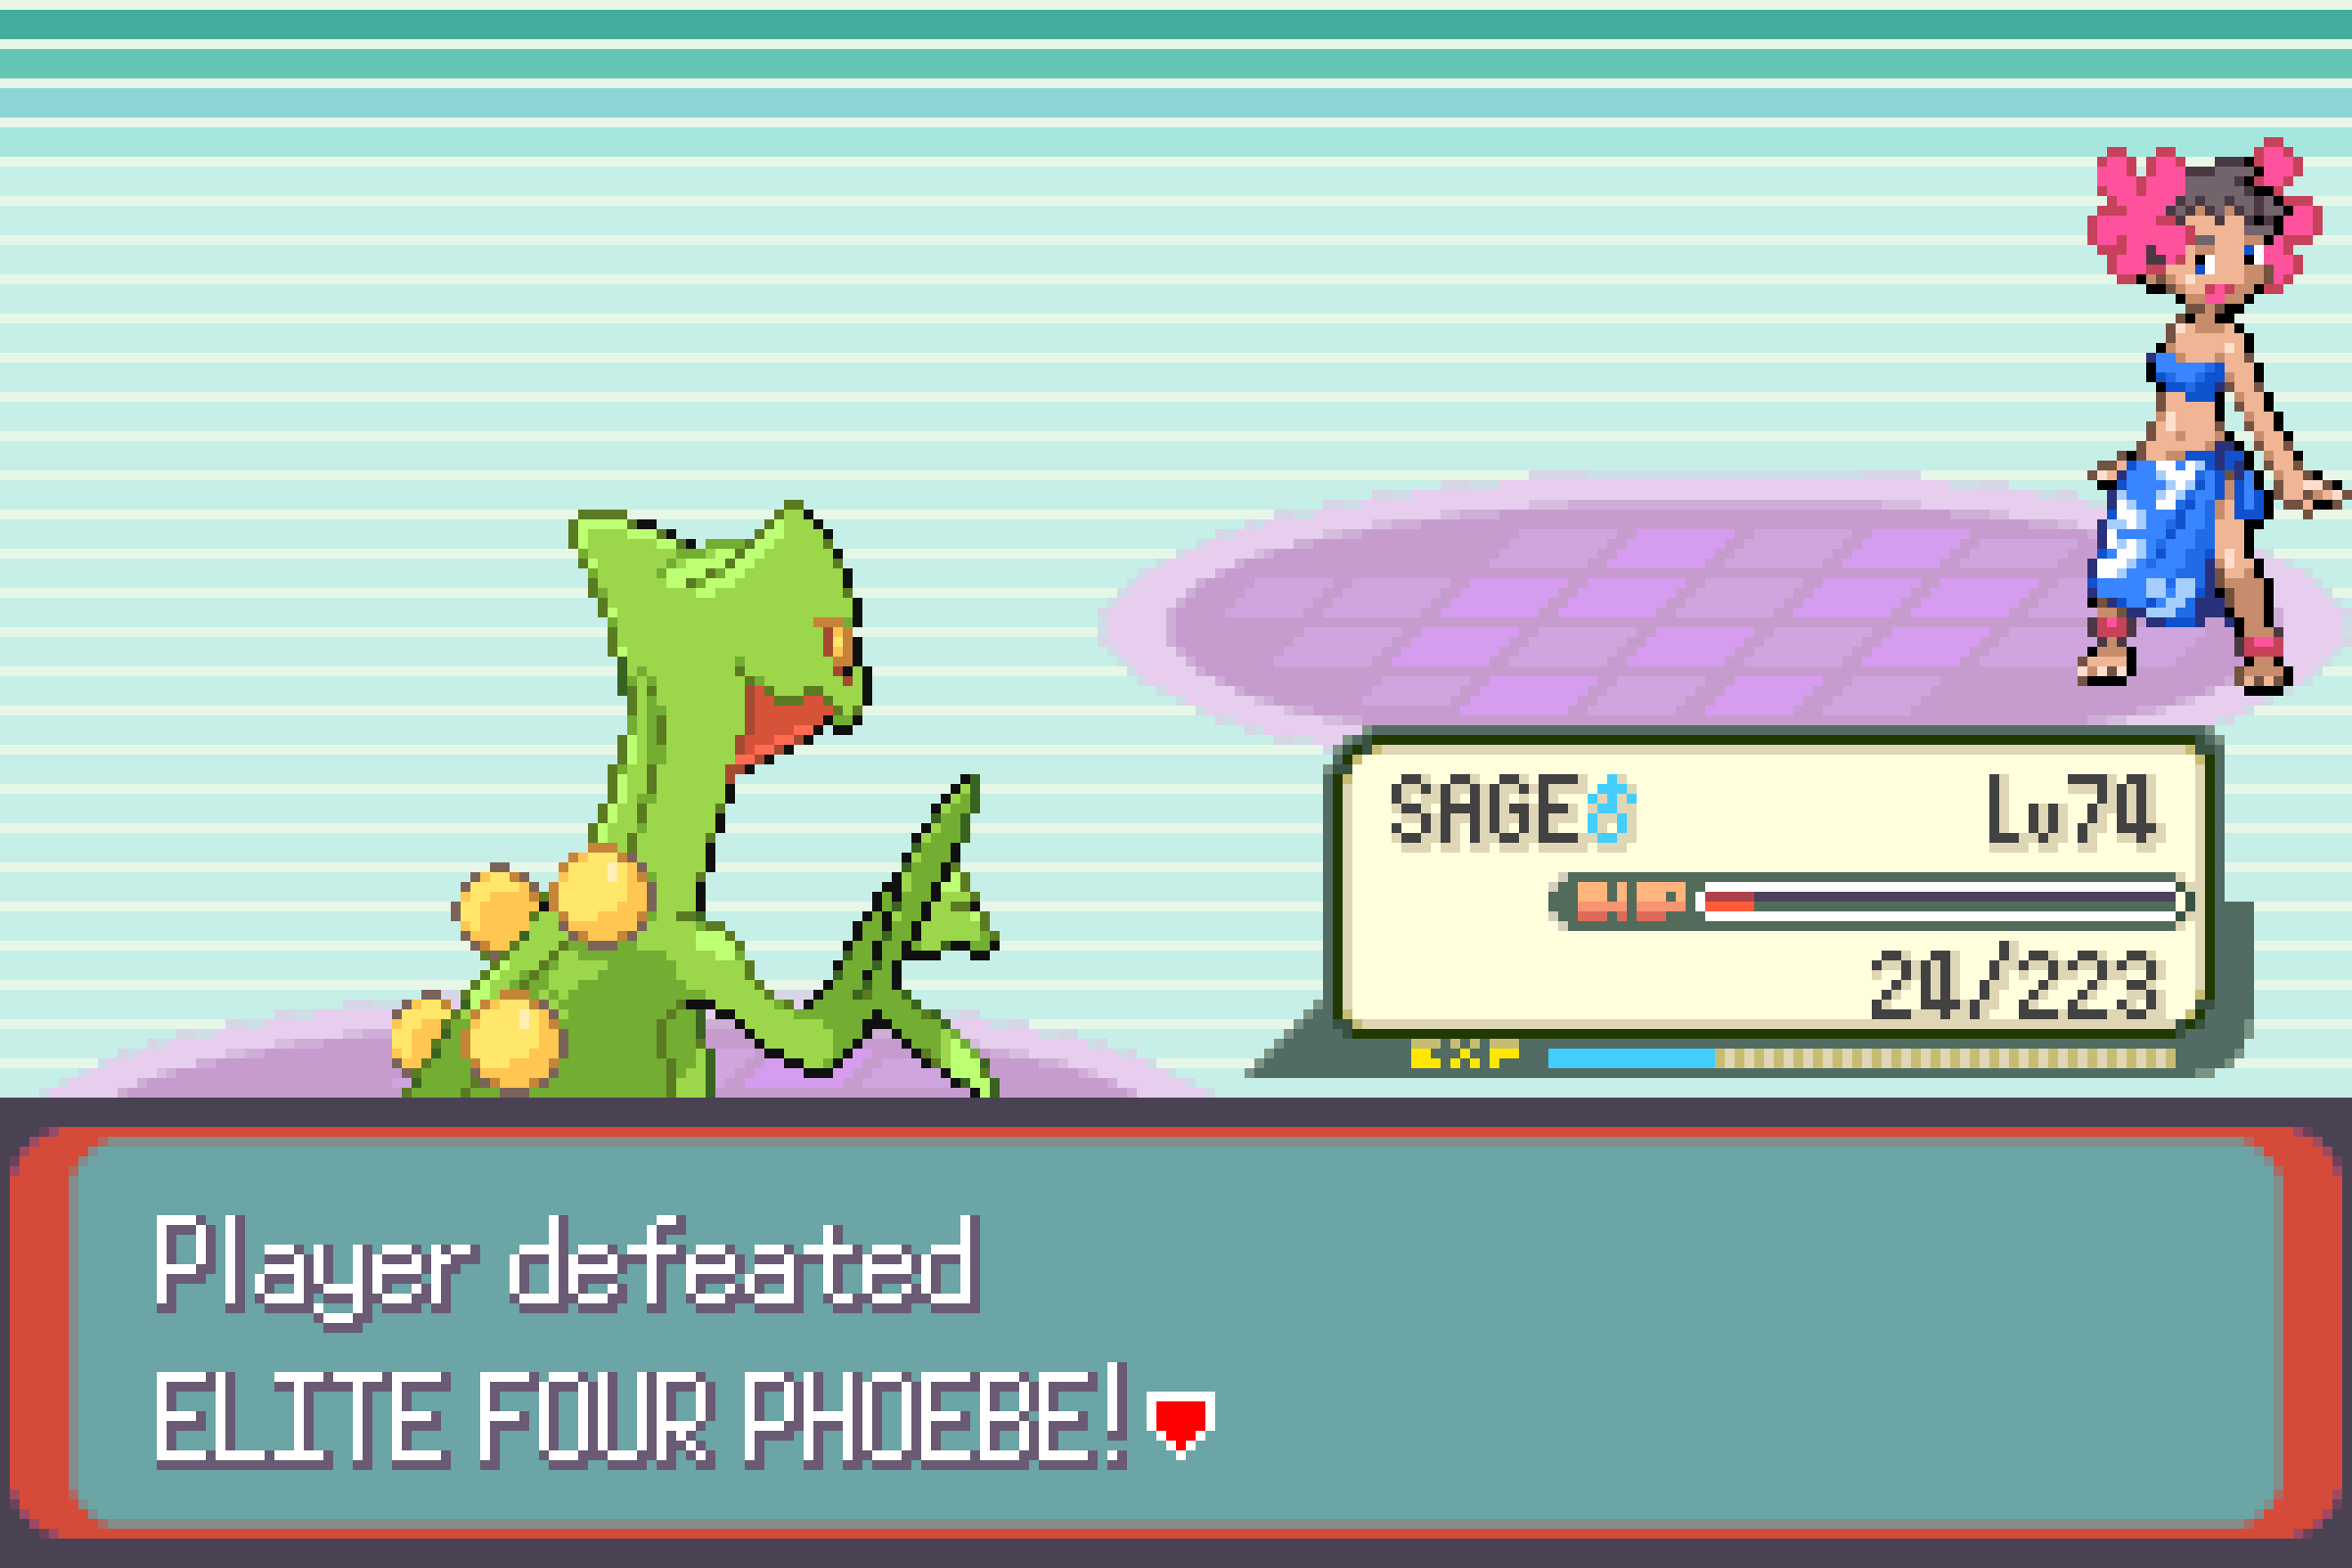 SAGE♂ Lv74
HP
24/223
EXP
Player defeated
ELITE FOUR PHOEBE!